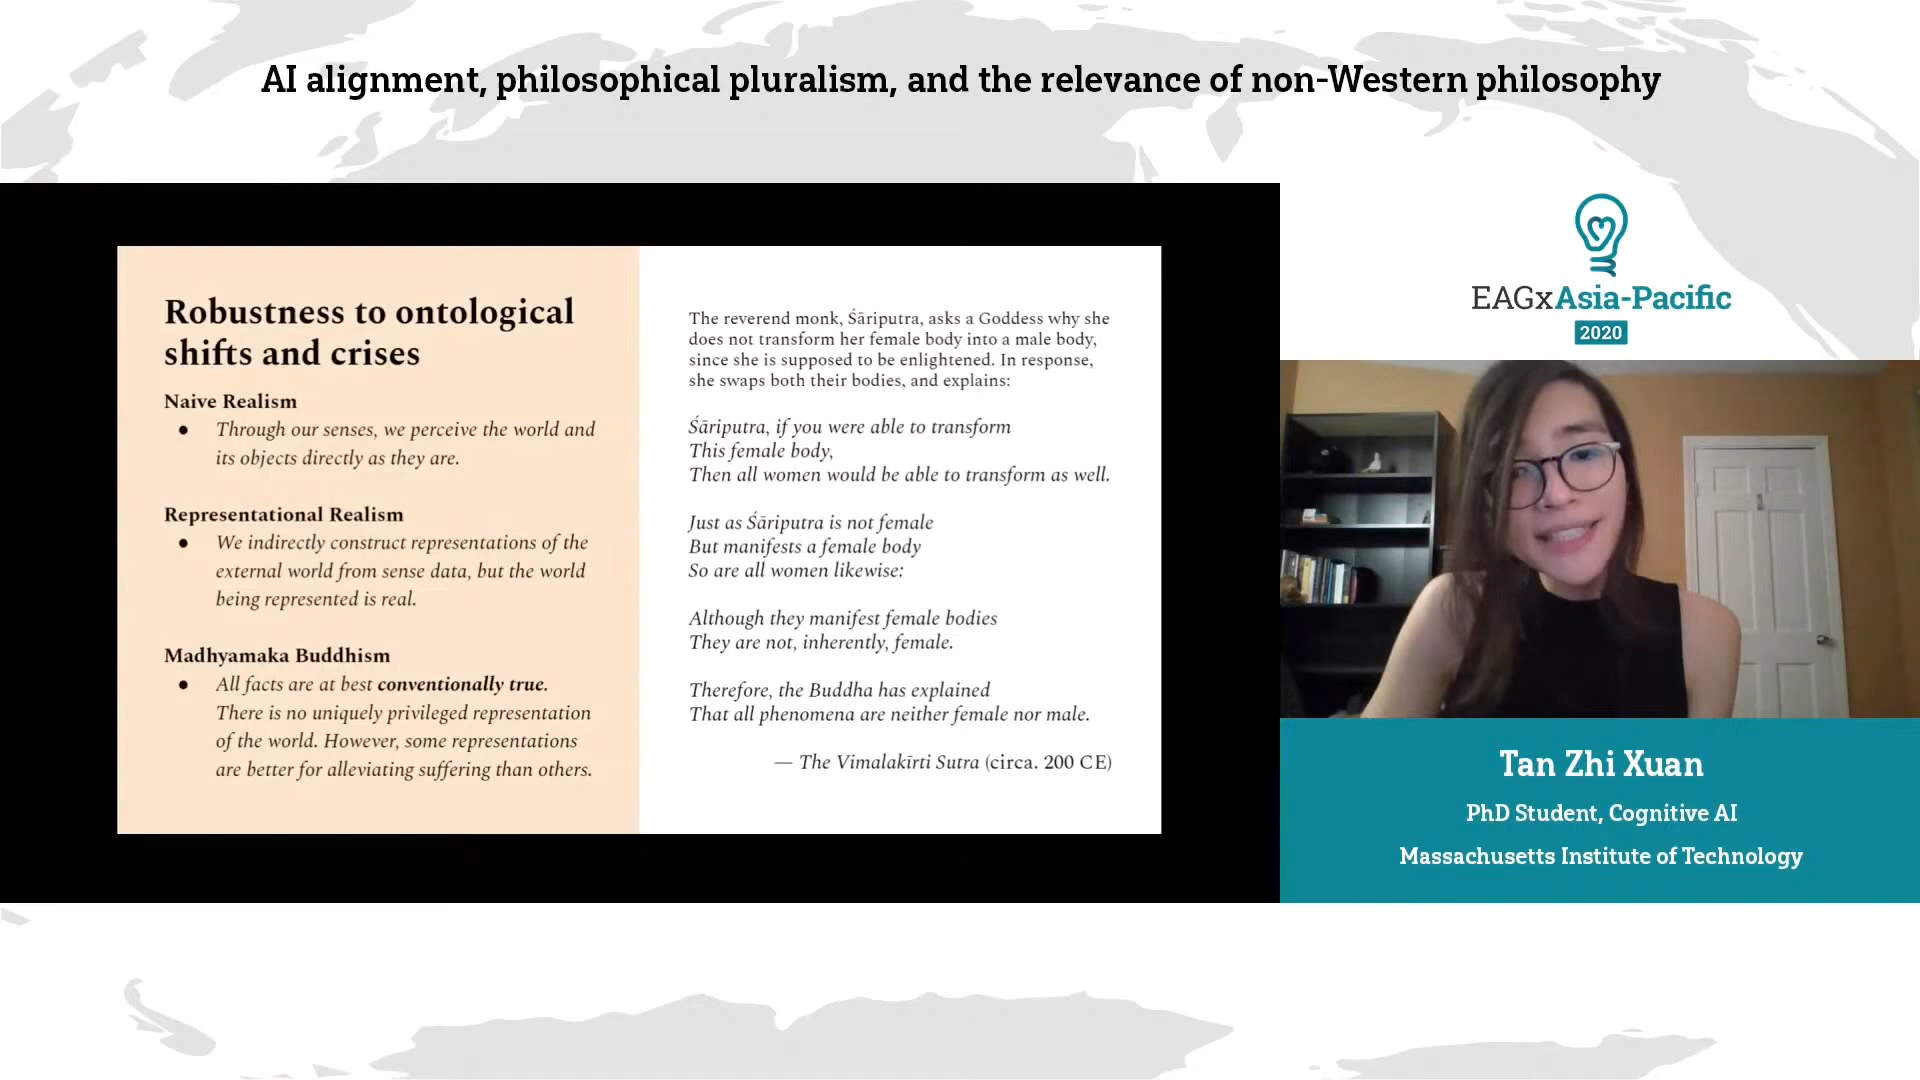 AI alignment, philosophical pluralism, and the relevance of non-Western philosophy
Robustness to ontological
shifts and crises
Naive Realism
● Through our senses, we perceive the world and
its objects directly as they are.
Representational Realism
● We indirectly construct representations of the
external world from sense data, but the world
being represented is real.
Madhyamaka Buddhism
● All facts are at best conventionally true.
There is no uniquely privileged representation
of the world. However, some representations
are better for alleviating suffering than others.
The reverend monk, Śāriputra, asks a Goddess why she
does not transform her female body into a male body,
since she is supposed to be enlightened. In response,
she swaps both their bodies, and explains:
Śāriputra, if you were able to transform
This female body,
Then all women would be able to transform as well.
Just as Śāriputra is not female
But manifests a female body
So are all women likewise:
Although they manifest female bodies
They are not, inherently, female.
Therefore, the Buddha has explained
That all phenomena are neither female nor male.
— The Vimalakīrti Sutra (circa. 200 CE)
EAGxAsia-Pacific
2020
Tan Zhi Xuan
PhD Student, Cognitive AI
Massachusetts Institute of Technology